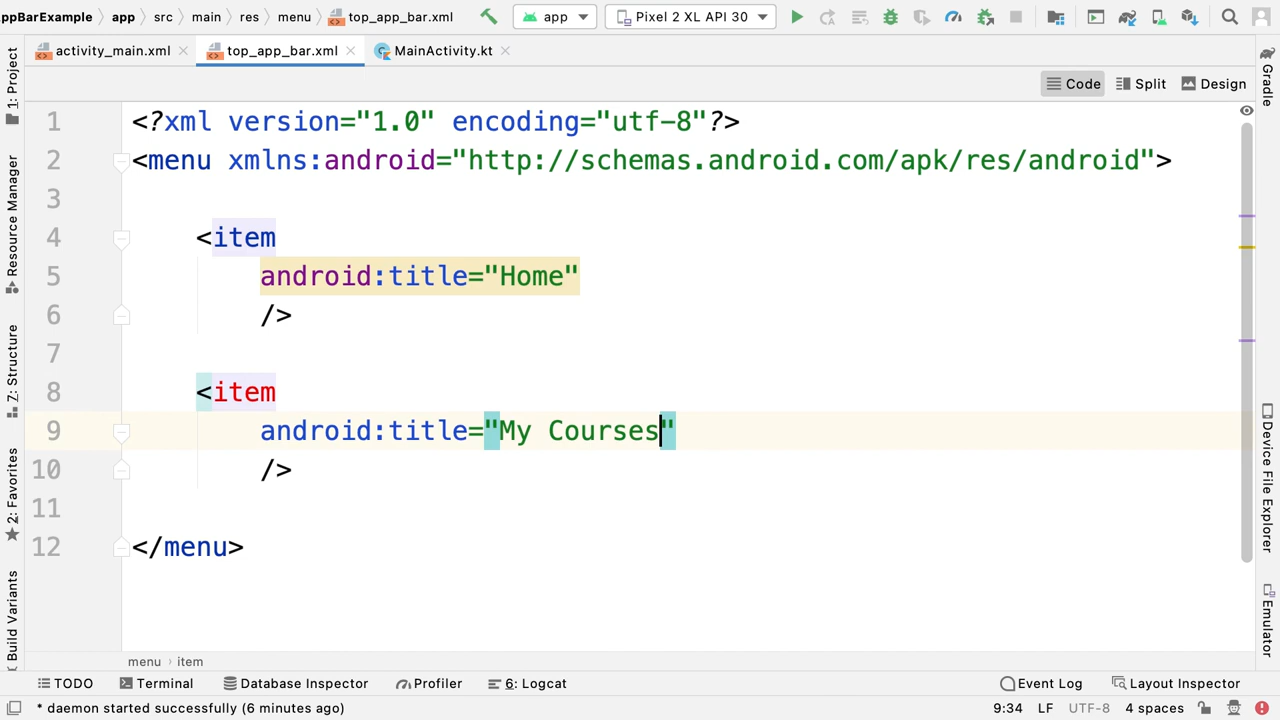 AppBarExample app src main res menu top_app_bar.xml app Pixel 2 XL API 30
activity_main.xml top_app_bar.xml MainActivity.kt
Code Split Design
1 <?xml version="1.0" encoding="utf-8"?>
2 <menu xmlns:android="http://schemas.android.com/apk/res/android">
3
4 <item
5 android:title="Home"
6 />
7
8 <item
9 android:title="My Courses"
10 />
11
12 </menu>
menu › item
1: Project
Resource Manager
7: Structure
2: Favorites
Build Variants
Gradle
Device File Explorer
Emulator
TODO Terminal Database Inspector Profiler 6: Logcat Event Log Layout Inspector
* daemon started successfully (6 minutes ago) 9:34 LF UTF-8 4 spaces